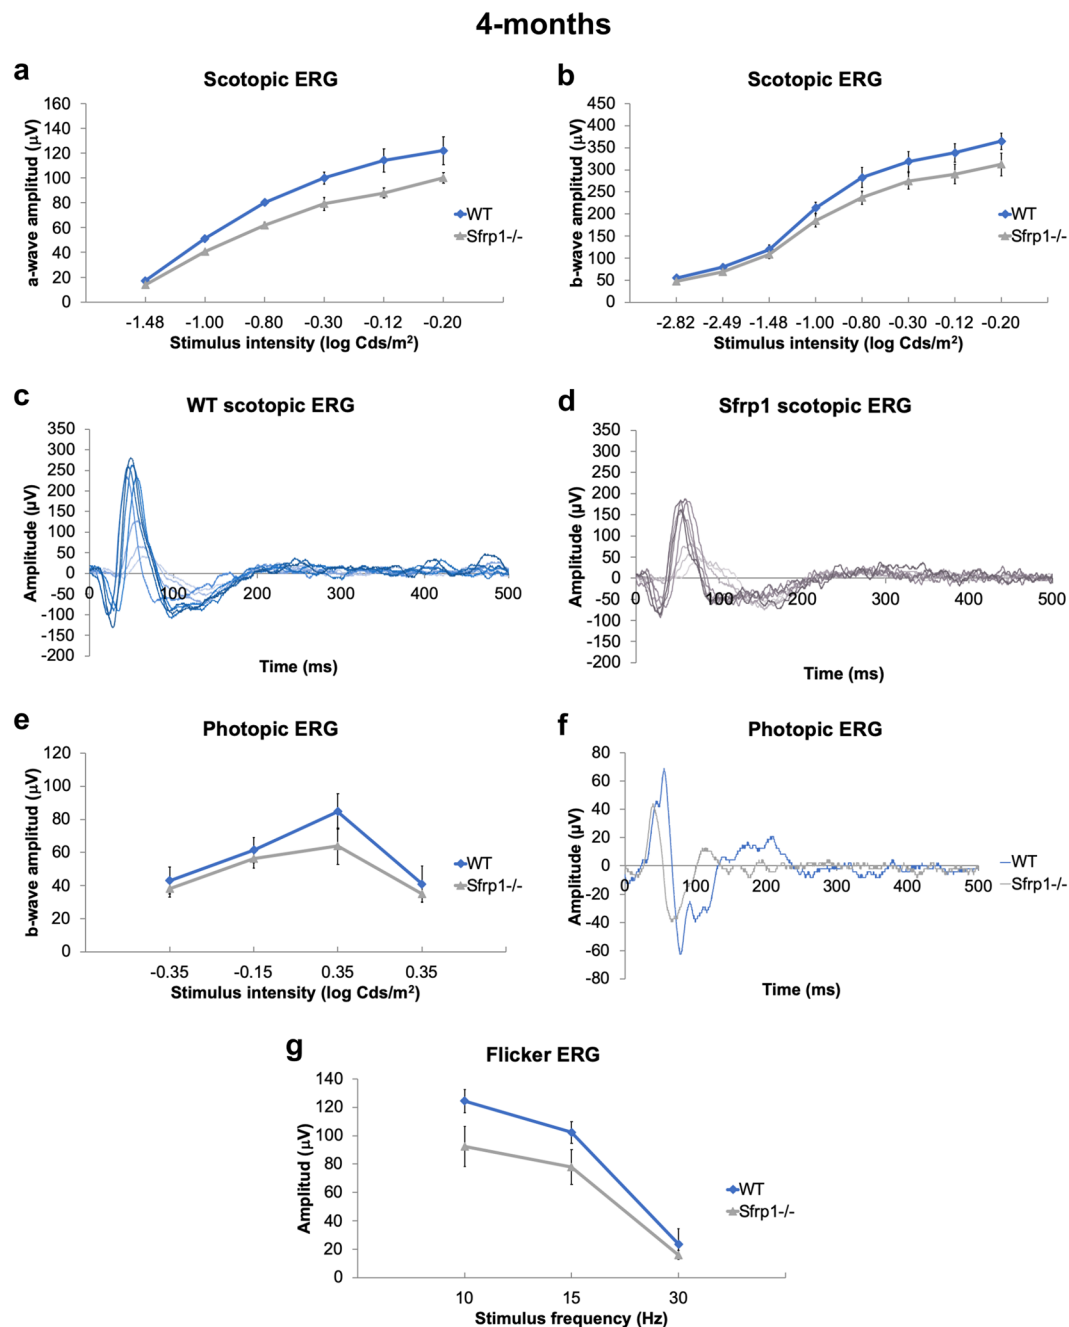 4-months
a
Scotopic ERG
160
140
120
100
80
60
40
20
0
a-wave amplitud (µV)
-1.48 -1.00 -0.80 -0.30 -0.12 -0.20
Stimulus intensity (log Cds/m²)
WT
Sfrp1-/-
b
Scotopic ERG
450
400
350
300
250
200
150
100
50
0
b-wave amplitud (µV)
-2.82 -2.49 -1.48 -1.00 -0.80 -0.30 -0.12 -0.20
Stimulus intensity (log Cds/m²)
WT
Sfrp1-/-
c
WT scotopic ERG
350
300
250
200
150
100
50
0
-50
-100
-150
-200
Amplitude (µV)
0 100 200 300 400 500
Time (ms)
d
Sfrp1 scotopic ERG
350
300
250
200
150
100
50
0
-50
-100
-150
-200
Amplitude (µV)
0 100 200 300 400 500
Time (ms)
e
Photopic ERG
120
100
80
60
40
20
0
b-wave amplitud (µV)
-0.35 -0.15 0.35 0.35
Stimulus intensity (log Cds/m²)
WT
Sfrp1-/-
f
Photopic ERG
80
60
40
20
0
-20
-40
-60
-80
Amplitude (µV)
0 100 200 300 400 500
Time (ms)
WT
Sfrp1-/-
g
Flicker ERG
140
120
100
80
60
40
20
0
Amplitud (µV)
10 15 30
Stimulus frequency (Hz)
WT
Sfrp1-/-